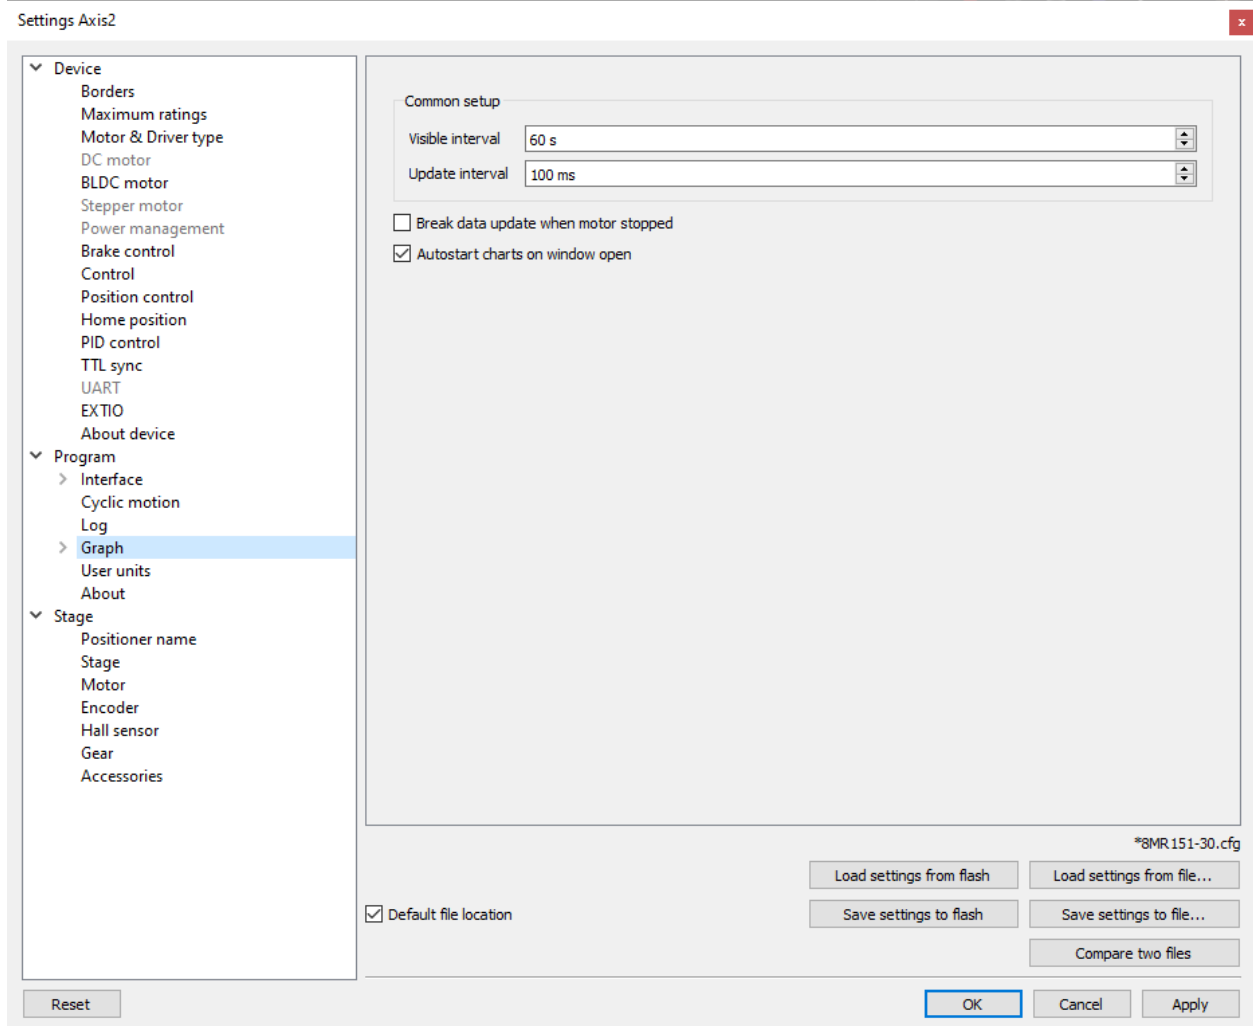 Settings Axis2
x
Device
Borders
Maximum ratings
Motor & Driver type
DC motor
BLDC motor
Stepper motor
Power management
Brake control
Control
Position control
Home position
PID control
TTL sync
UART
EXTIO
About device
Program
Interface
Cyclic motion
Log
Graph
User units
About
Stage
Positioner name
Stage
Motor
Encoder
Hall sensor
Gear
Accessories
Common setup
Visible interval 60 s
Update interval 100 ms
Break data update when motor stopped
Autostart charts on window open
*8MR151-30.cfg
Load settings from flash Load settings from file...
Default file location Save settings to flash Save settings to file...
Compare two files
Reset OK Cancel Apply